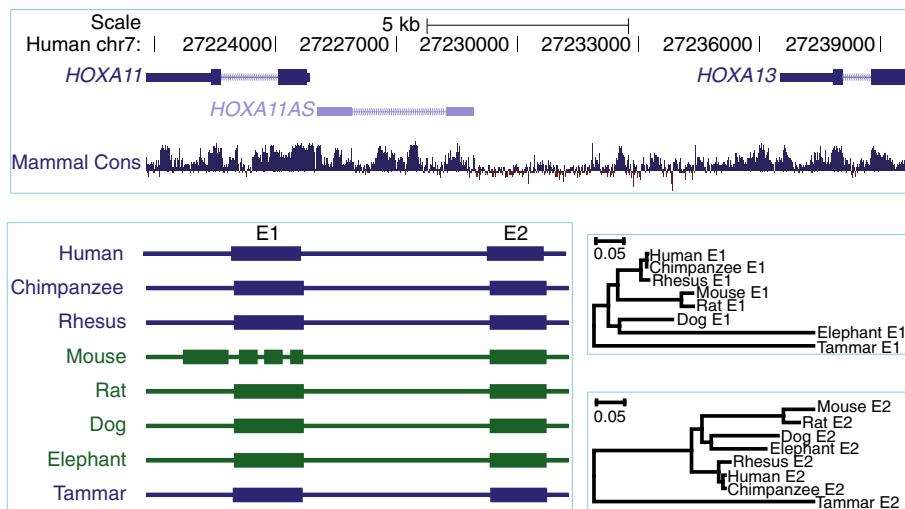 Scale 5 kb
Human chr7: 27224000 27227000 27230000 27233000 27236000 27239000
HOXA11 HOXA13
HOXA11AS
Mammal Cons
E1 E2
Human
Chimpanzee
Rhesus
Mouse
Rat
Dog
Elephant
Tammar
0.05
Human E1
Chimpanzee E1
Rhesus E1
Mouse E1
Rat E1
Dog E1
Elephant E1
Tammar E1
0.05
Mouse E2
Rat E2
Dog E2
Elephant E2
Rhesus E2
Human E2
Chimpanzee E2
Tammar E2